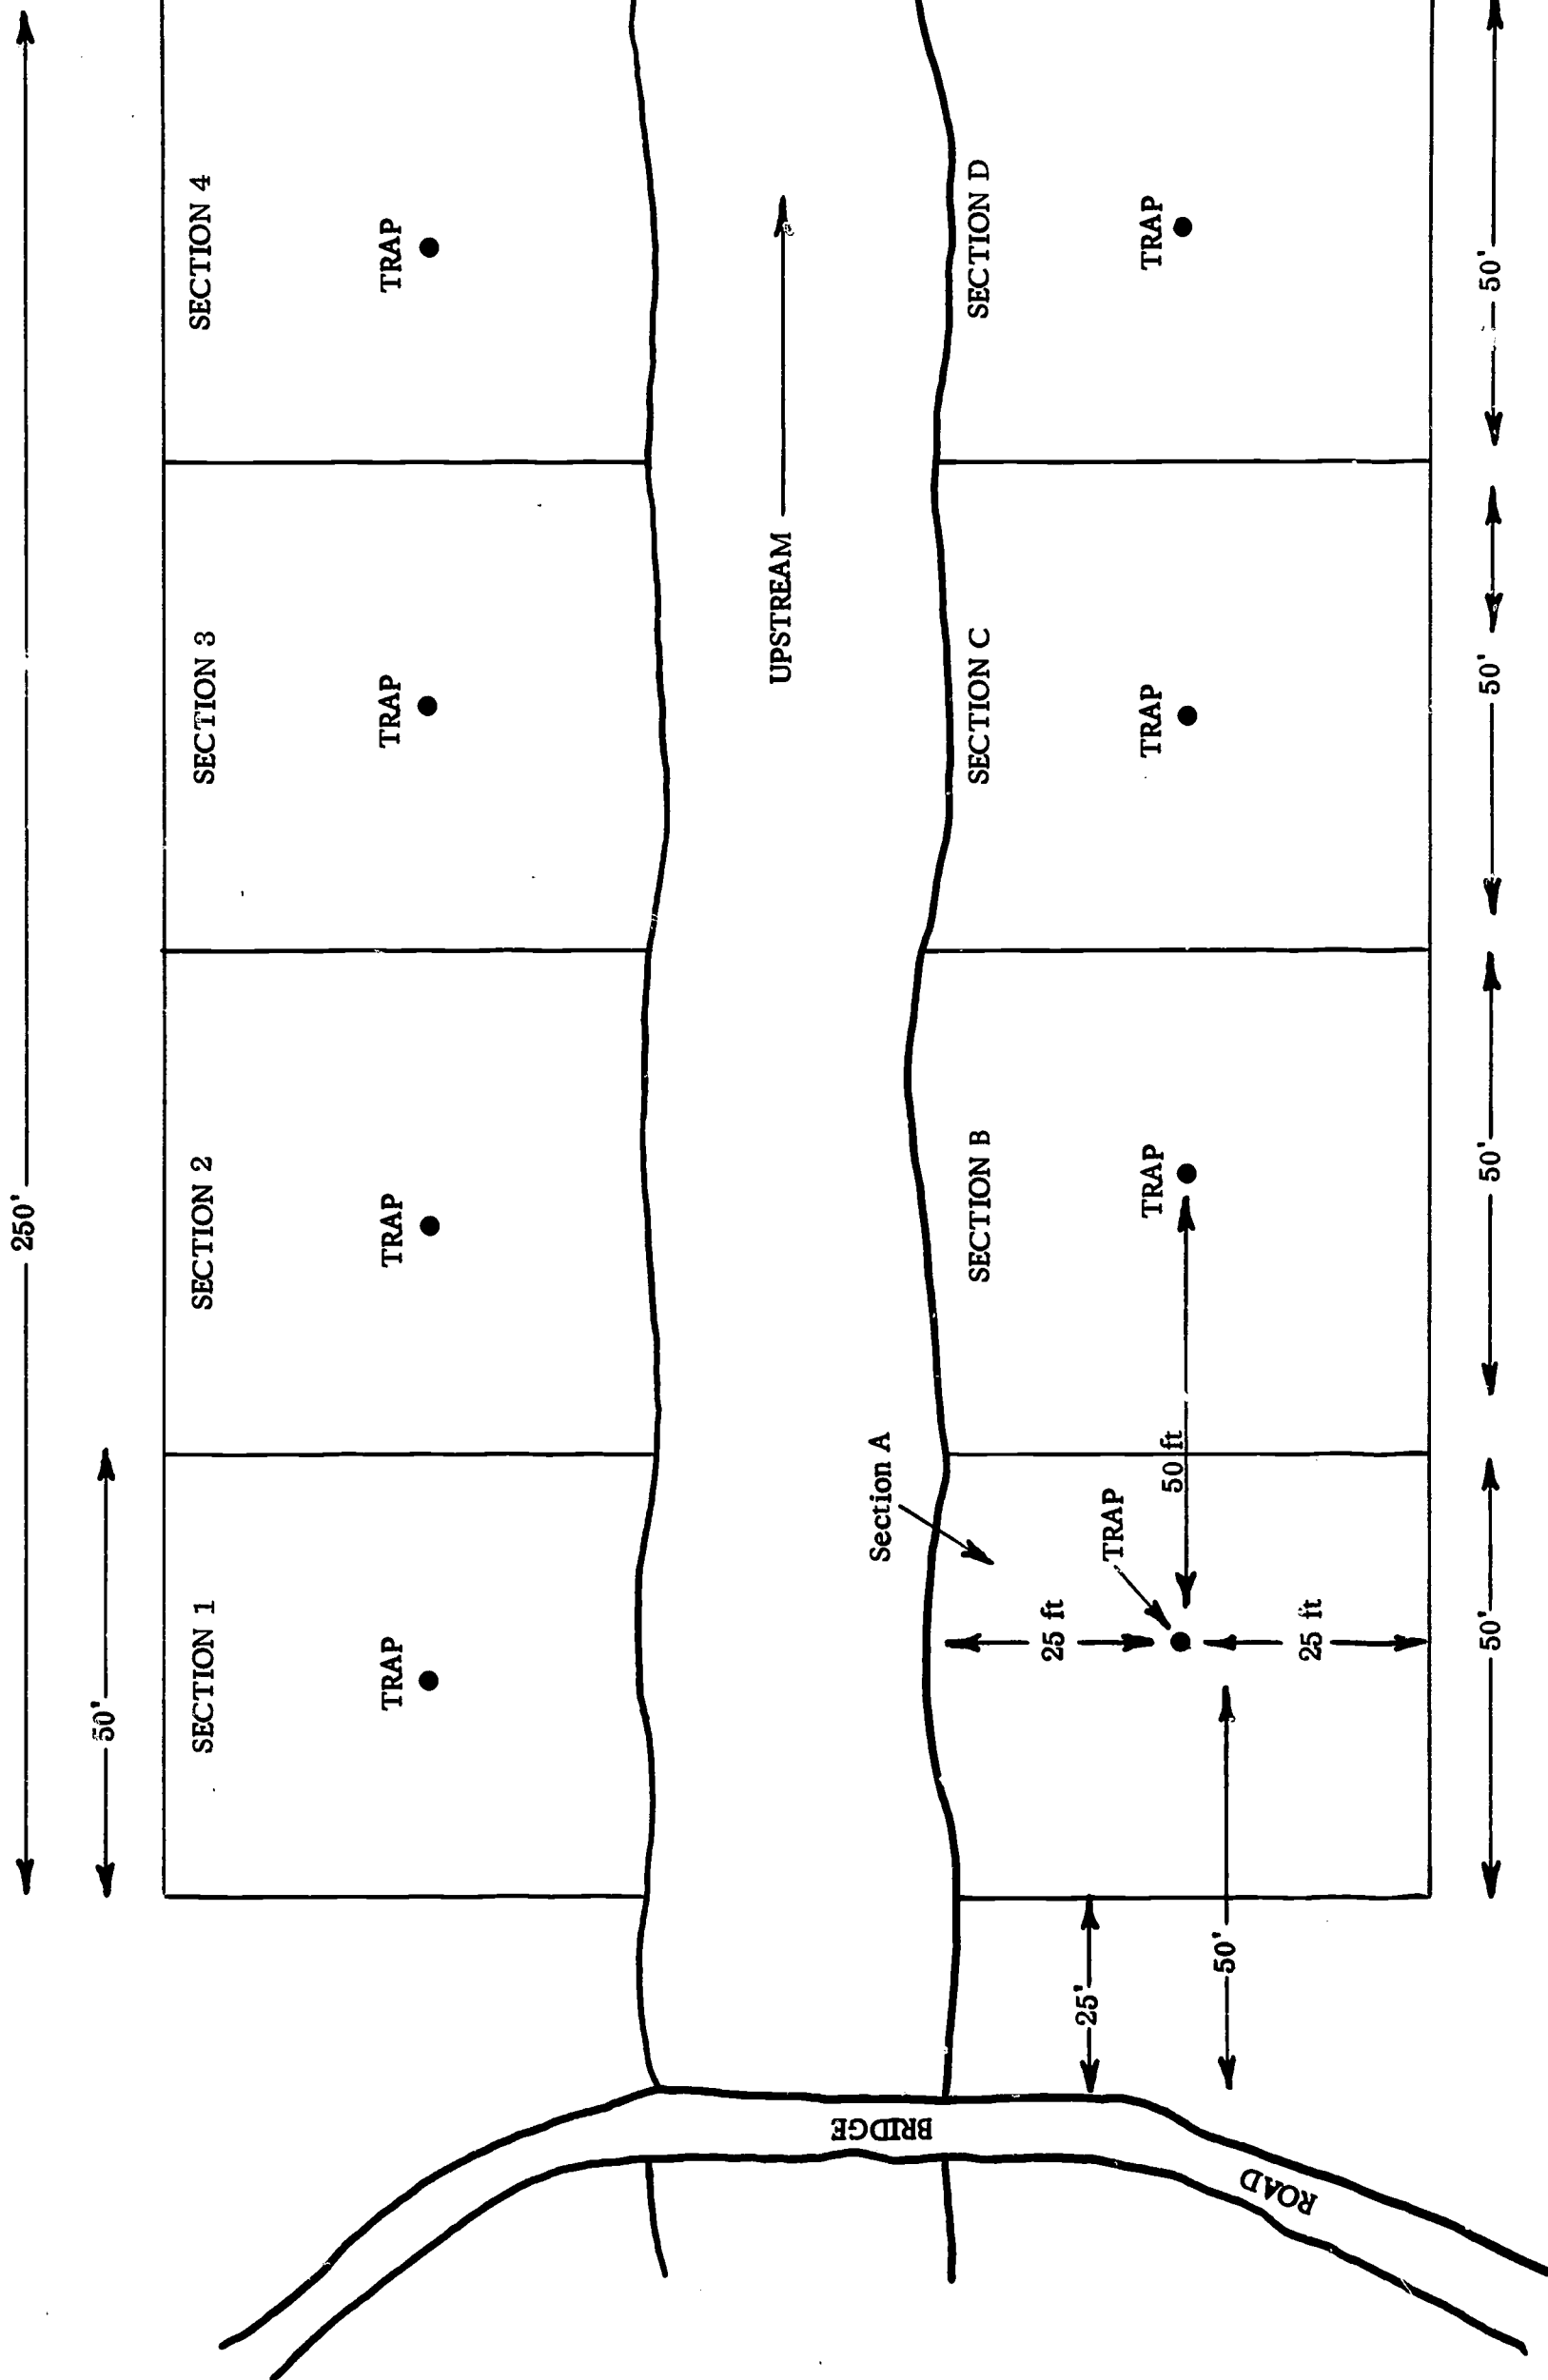 250'
50'
SECTION 1
SECTION 2
SECTION 3
SECTION 4
TRAP
TRAP
TRAP
TRAP
UPSTREAM
Section A
SECTION B
SECTION C
SECTION D
TRAP
TRAP
TRAP
TRAP
25 ft
50 ft
25 ft
25'
50'
50'
50'
50'
50'
BRIDGE
ROAD